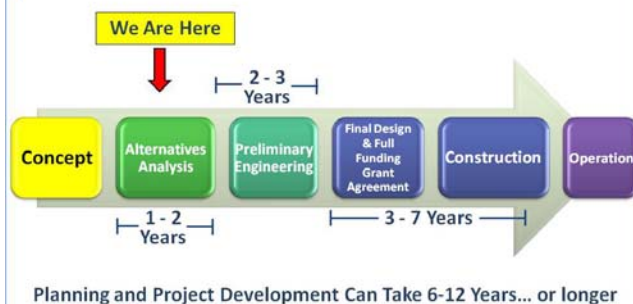 We Are Here
2 - 3
Years
Concept
Alternatives
Analysis
Preliminary
Engineering
Final Design
& Full
Funding
Grant
Agreement
Construction
Operation
1 - 2
Years
3 - 7 Years
Planning and Project Development Can Take 6-12 Years... or longer